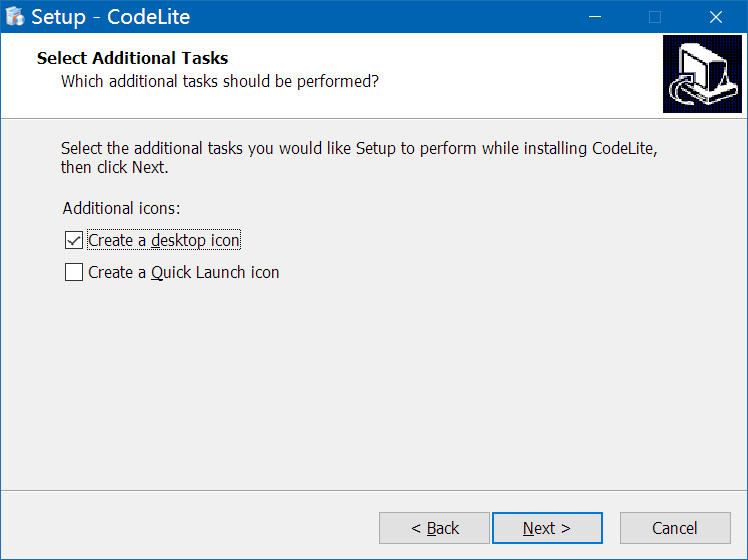 Setup - CodeLite
Select Additional Tasks
Which additional tasks should be performed?
Select the additional tasks you would like Setup to perform while installing CodeLite,
then click Next.
Additional icons:
Create a desktop icon
Create a Quick Launch icon
< Back
Next >
Cancel